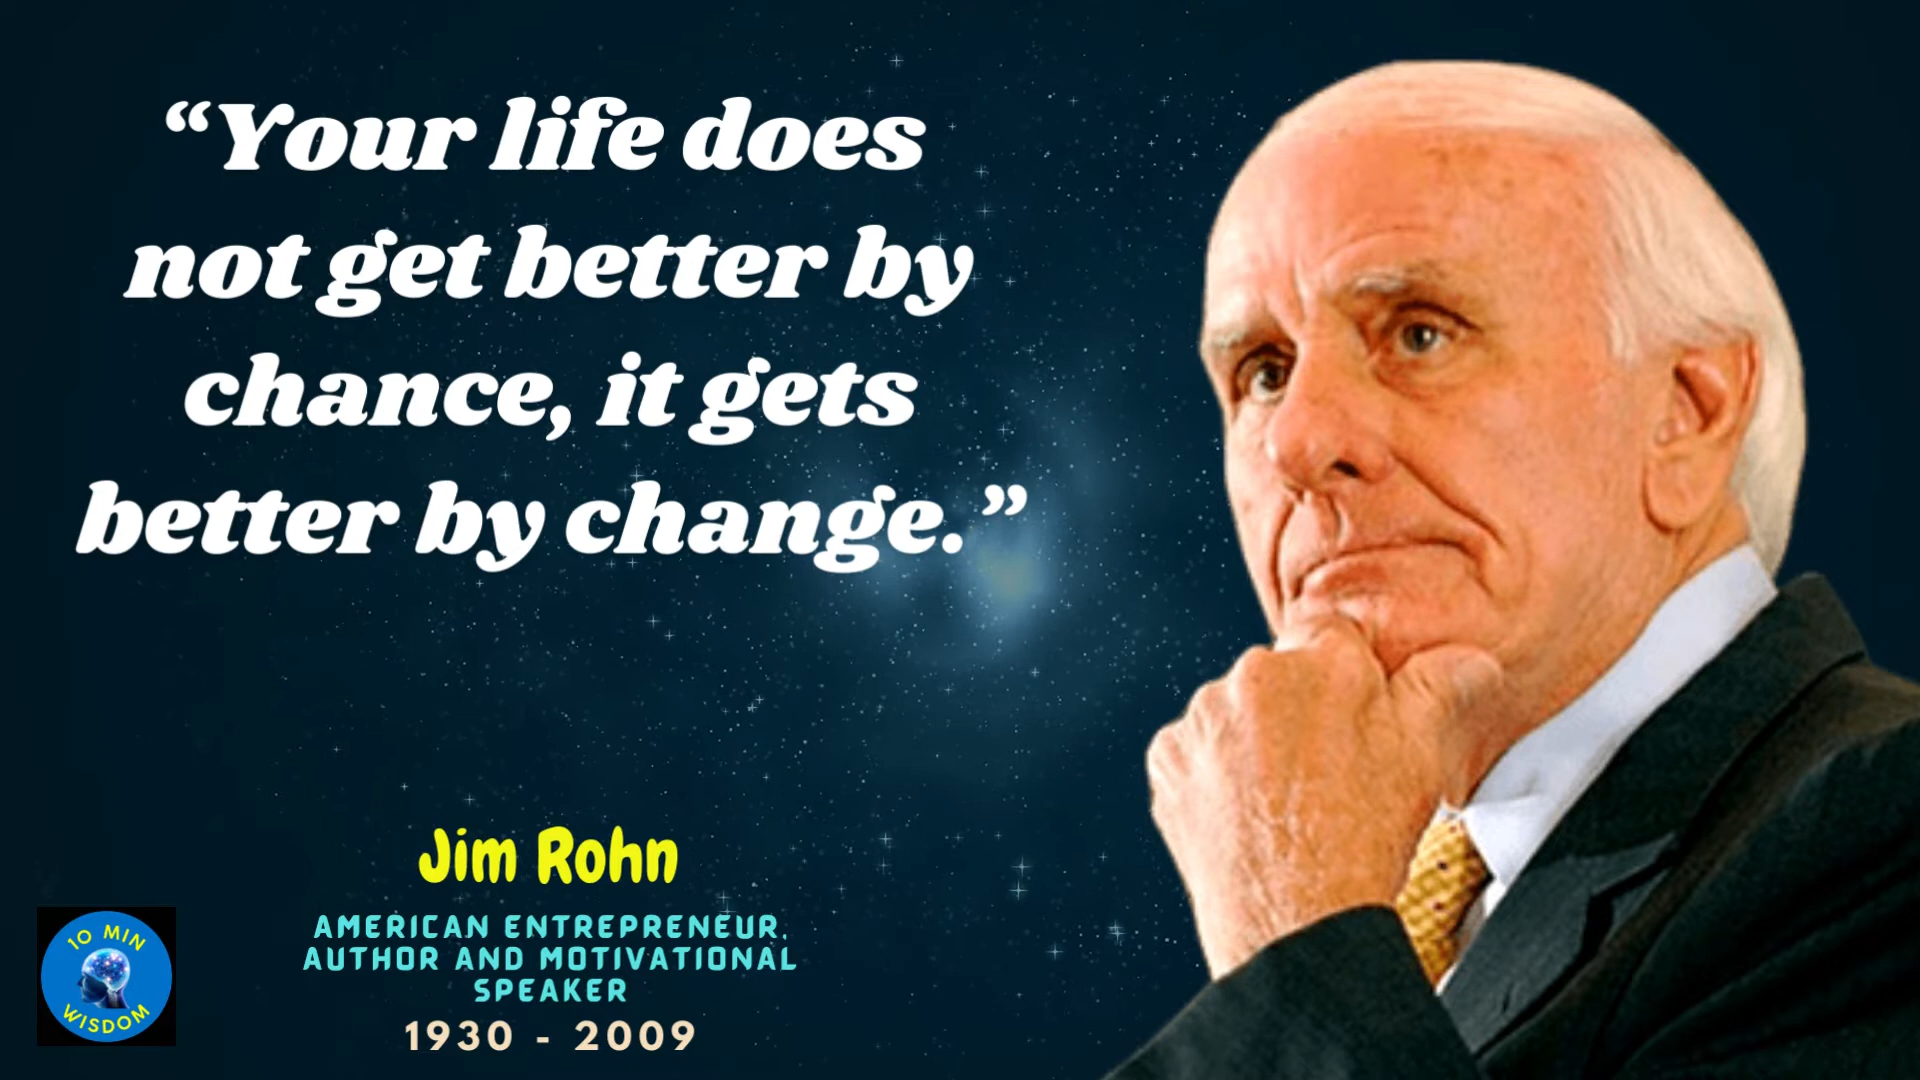 “Your life does
not get better by
chance, it gets
better by change.”
Jim Rohn
AMERICAN ENTREPRENEUR,
AUTHOR AND MOTIVATIONAL
SPEAKER
1930 - 2009
10 MIN
WISDOM